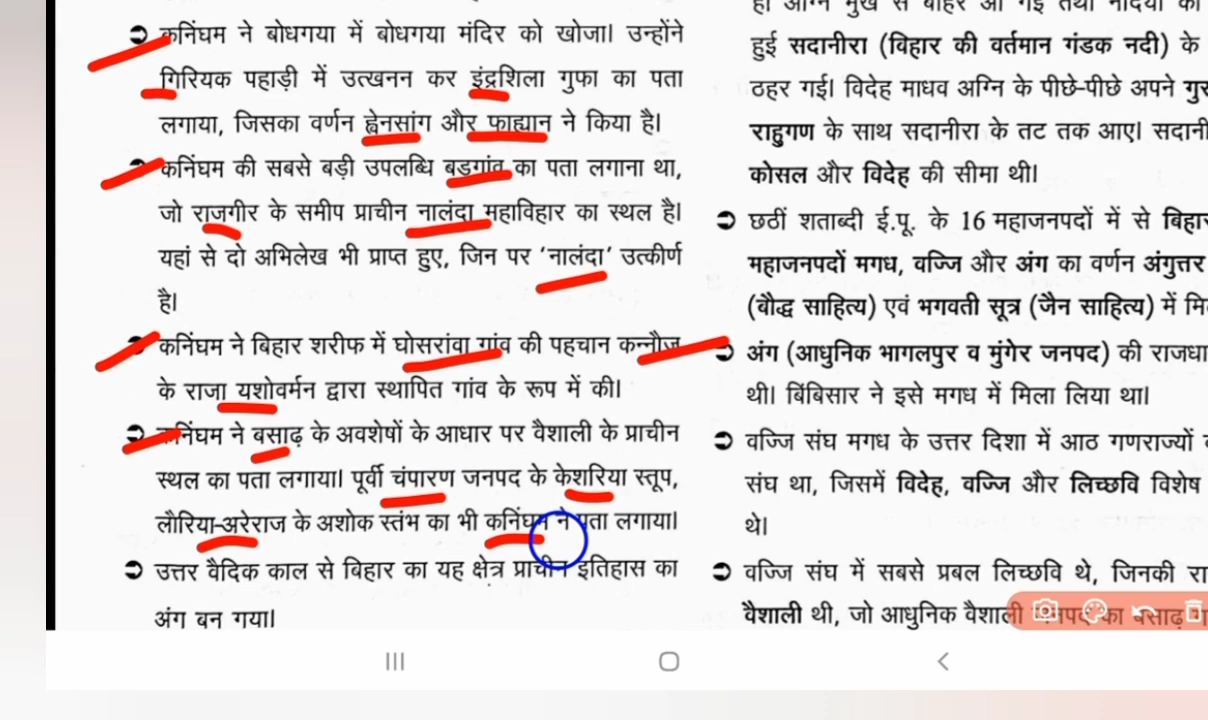 कनिंघम ने बोधगया में बोधगया मंदिर को खोजा। उन्होंने
गिरियक पहाड़ी में उत्खनन कर इंद्रशिला गुफा का पता
लगाया, जिसका वर्णन ह्वेनसांग और फाह्यान ने किया है।
कनिंघम की सबसे बड़ी उपलब्धि बड़गांव का पता लगाना था,
जो राजगीर के समीप प्राचीन नालंदा महाविहार का स्थल है।
यहां से दो अभिलेख भी प्राप्त हुए, जिन पर ‘नालंदा’ उत्कीर्ण
है।
कनिंघम ने बिहार शरीफ में घोसरांवा गांव की पहचान कन्नौज
के राजा यशोवर्मन द्वारा स्थापित गांव के रूप में की।
कनिंघम ने बसाढ़ के अवशेषों के आधार पर वैशाली के प्राचीन
स्थल का पता लगाया। पूर्वी चंपारण जनपद के केशरिया स्तूप,
लौरिया-अरेराज के अशोक स्तंभ का भी कनिंघम ने पता लगाया।
उत्तर वैदिक काल से बिहार का यह क्षेत्र प्राचीन इतिहास का
अंग बन गया।
हुई सदानीरा (बिहार की वर्तमान गंडक नदी) के
ठहर गई। विदेह माधव अग्नि के पीछे-पीछे अपने
राहुगण के साथ सदानीरा के तट तक आए।
कोसल और विदेह की सीमा थी।
छठीं शताब्दी ई.पू. के 16 महाजनपदों में से बिहार
महाजनपदों मगध, वज्जि और अंग का वर्णन अंगुत्तर
(बौद्ध साहित्य) एवं भगवती सूत्र (जैन साहित्य) में
अंग (आधुनिक भागलपुर व मुंगेर जनपद) की
थी। बिंबिसार ने इसे मगध में मिला लिया था।
वज्जि संघ मगध के उत्तर दिशा में आठ गणराज्यों
संघ था, जिसमें विदेह, वज्जि और लिच्छवि विशेष
थे।
वज्जि संघ में सबसे प्रबल लिच्छवि थे, जिनकी
वैशाली थी, जो आधुनिक वैशाली जनपद का बसाढ़